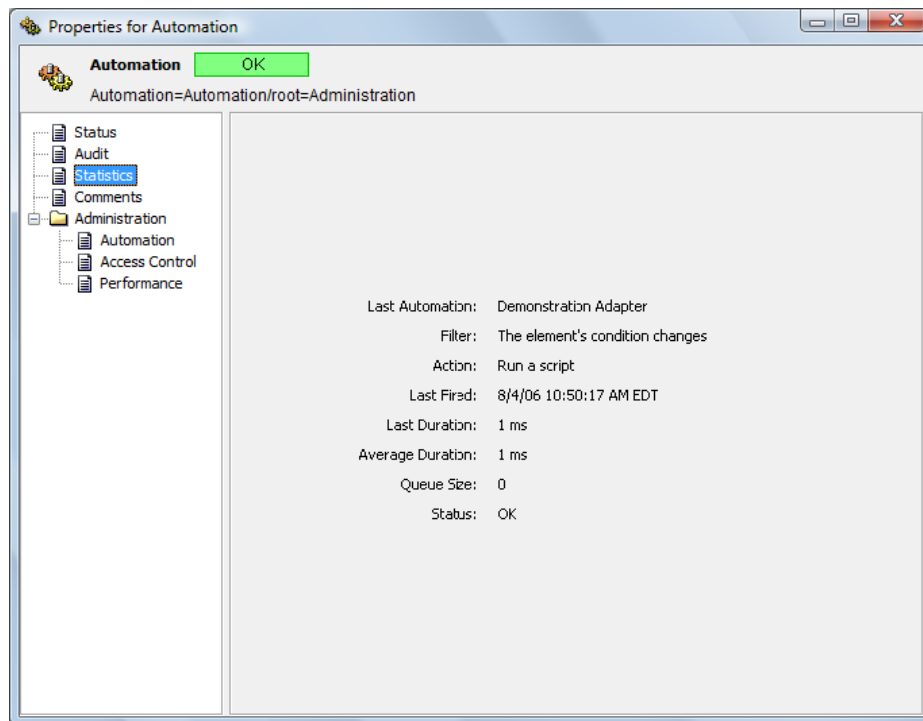 Properties for Automation
Automation OK
Automation=Automation/root=Administration
Status
Audit
Statistics
Comments
Administration
Automation
Access Control
Performance
Last Automation: Demonstration Adapter
Filter: The element's condition changes
Action: Run a script
Last Fired: 8/4/06 10:50:17 AM EDT
Last Duration: 1 ms
Average Duration: 1 ms
Queue Size: 0
Status: OK